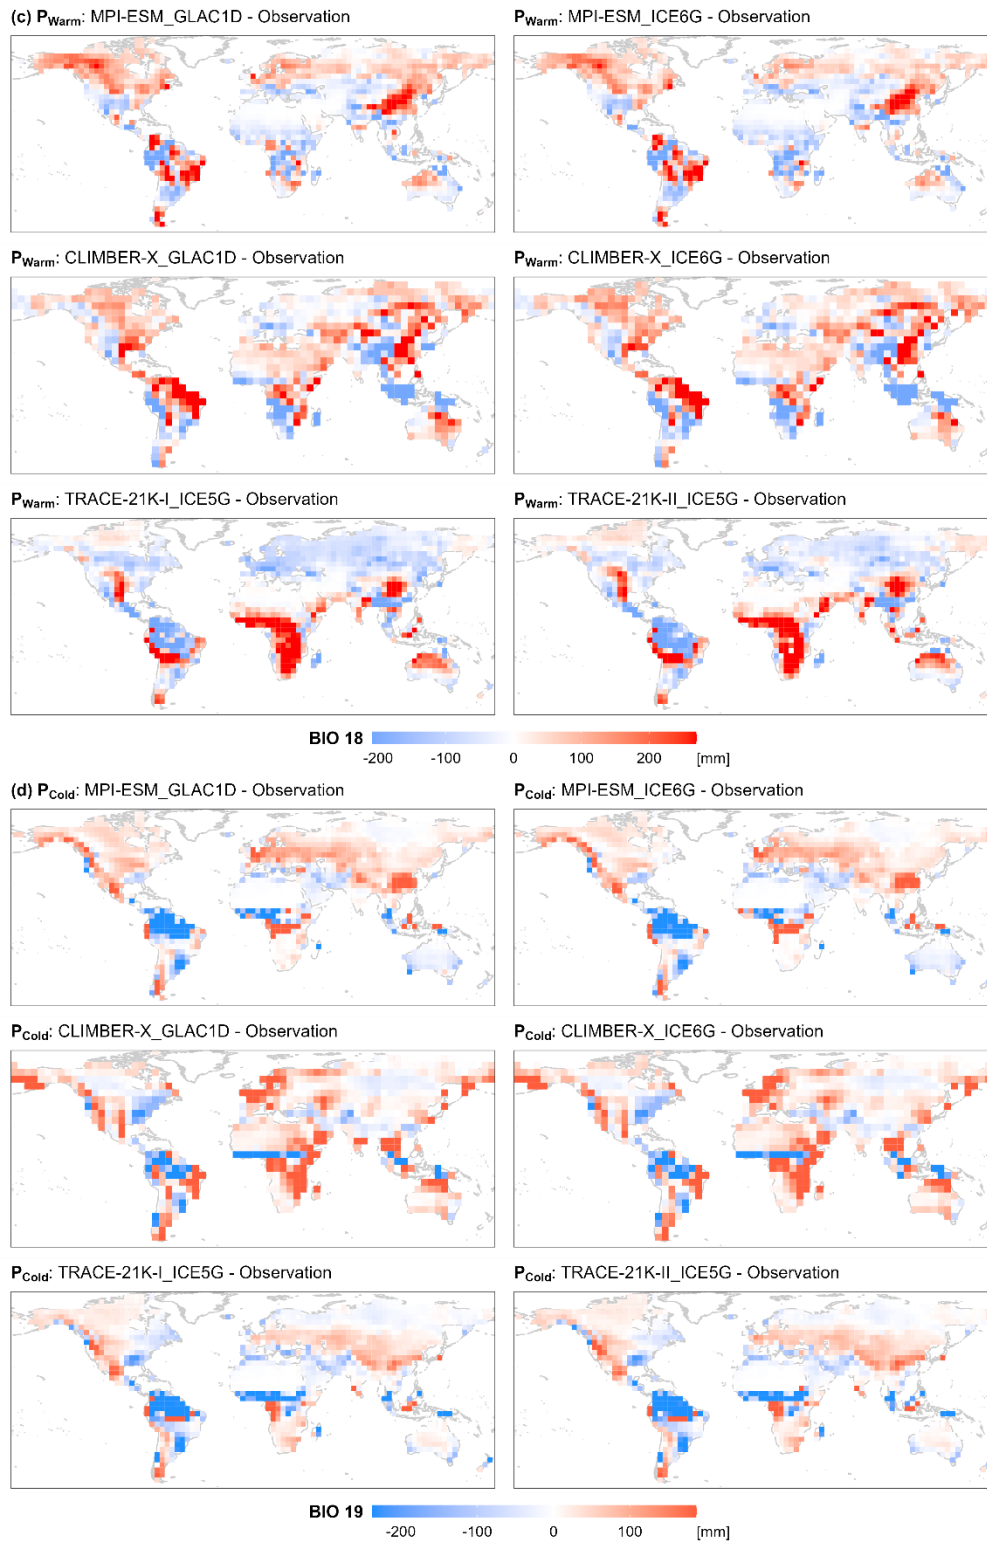 (c) PWarm: MPI-ESM_GLAC1D - Observation
PWarm: MPI-ESM_ICE6G - Observation
PWarm: CLIMBER-X_GLAC1D - Observation
PWarm: CLIMBER-X_ICE6G - Observation
PWarm: TRACE-21K-I_ICE5G - Observation
PWarm: TRACE-21K-II_ICE5G - Observation
BIO 18
-200 -100 0 100 200 [mm]
(d) PCold: MPI-ESM_GLAC1D - Observation
PCold: MPI-ESM_ICE6G - Observation
PCold: CLIMBER-X_GLAC1D - Observation
PCold: CLIMBER-X_ICE6G - Observation
PCold: TRACE-21K-I_ICE5G - Observation
PCold: TRACE-21K-II_ICE5G - Observation
BIO 19
-200 -100 0 100 [mm]